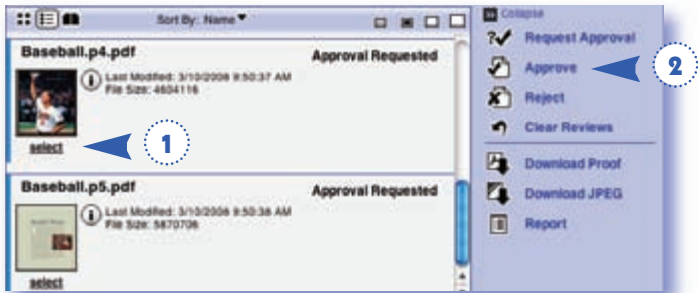 Sort By: Name
Collapse
Request Approval
Approve
Reject
Clear Reviews
Download Proof
Download JPEG
Report
Baseball.p4.pdf
Approval Requested
Last Modified: 3/10/2008 9:50:37 AM
File Size: 4604116
select
1
2
Baseball.p5.pdf
Approval Requested
Last Modified: 3/10/2008 9:50:38 AM
File Size: 5870706
select